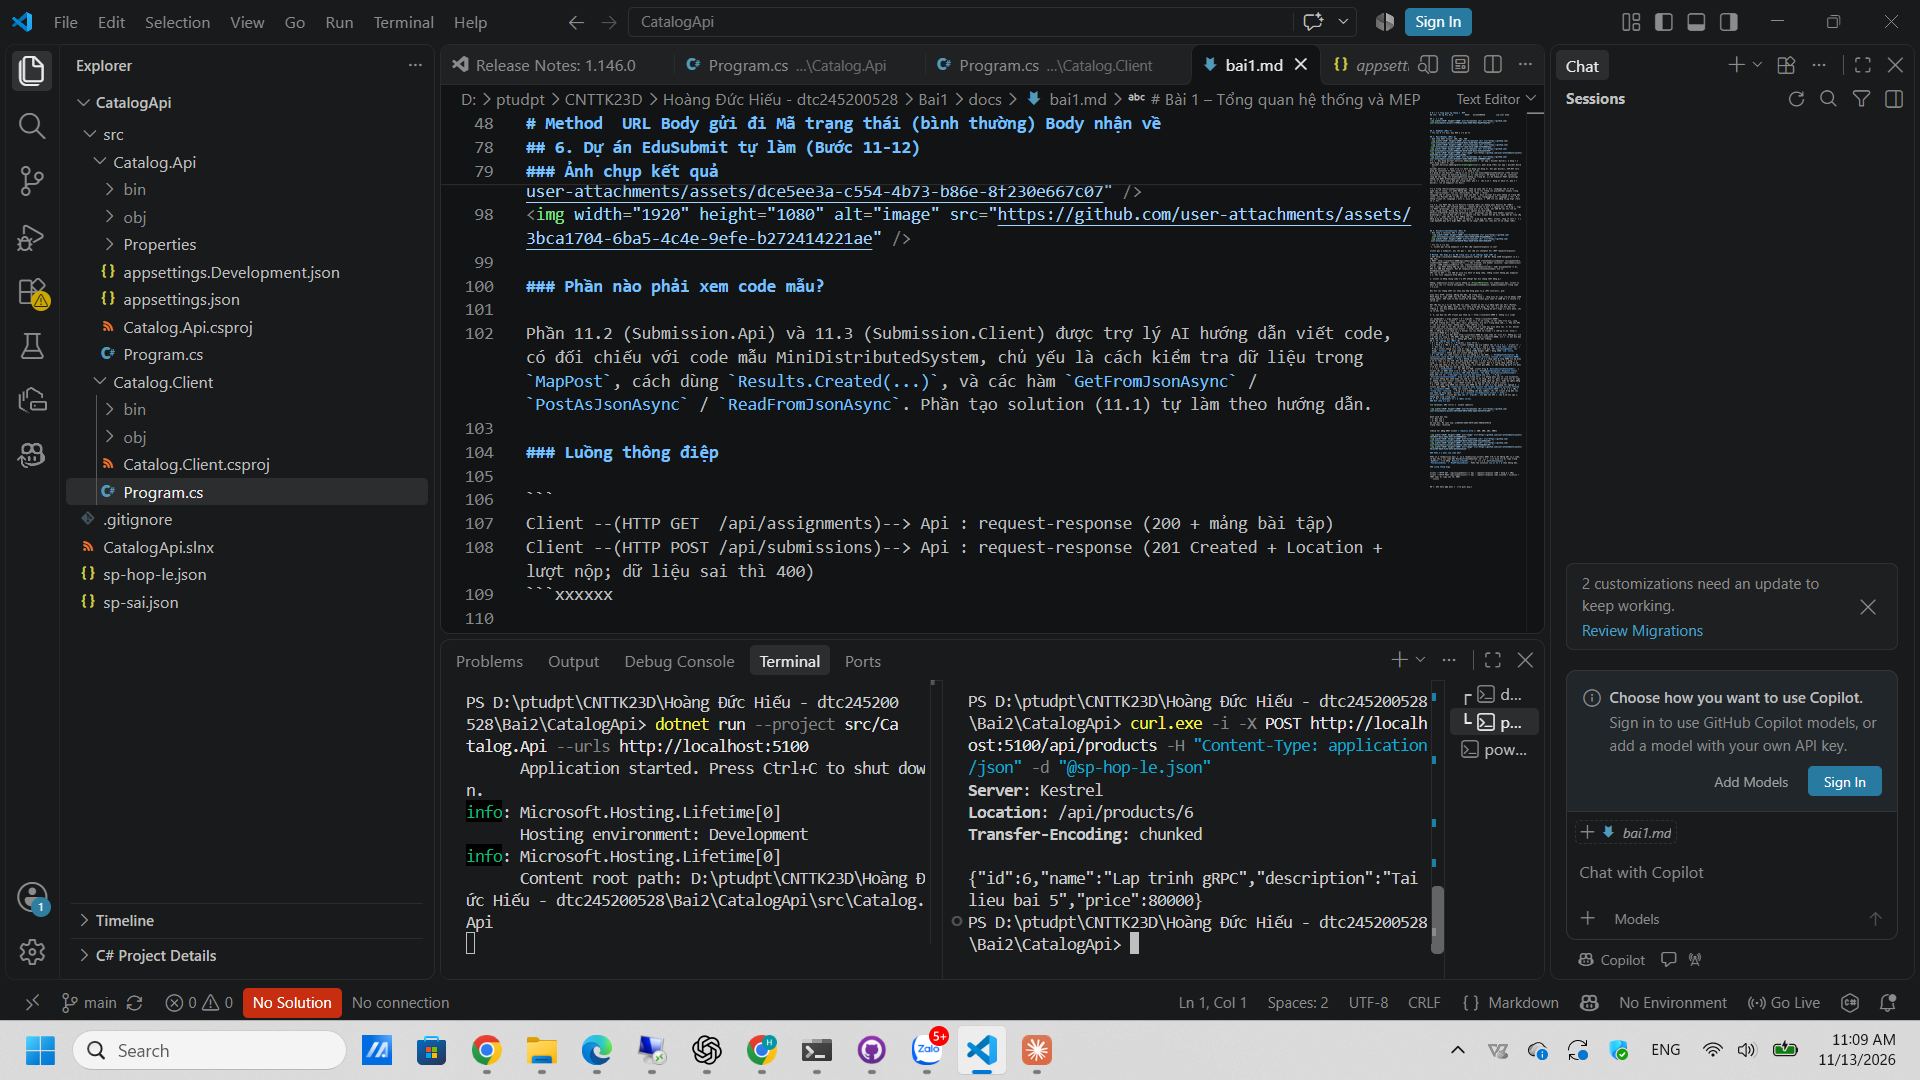 File Edit Selection View Go Run Terminal Help
CatalogApi
Sign In
Explorer
CatalogApi
src
Catalog.Api
bin
obj
Properties
appsettings.Development.json
appsettings.json
Catalog.Api.csproj
Program.cs
Catalog.Client
bin
obj
Catalog.Client.csproj
Program.cs
.gitignore
CatalogApi.slnx
sp-hop-le.json
sp-sai.json
Timeline
C# Project Details
Release Notes: 1.146.0
Program.cs ...\Catalog.Api
Program.cs ...\Catalog.Client
bai1.md
appsett
D: > ptudpt > CNTTK23D > Hoàng Đức Hiếu - dtc245200528 > Bai1 > docs > bai1.md > # Bài 1 – Tổng quan hệ thống và MEP
Text Editor
48 # Method  URL Body gửi đi Mã trạng thái (bình thường) Body nhận về
78 ## 6. Dự án EduSubmit tự làm (Bước 11-12)
79 ### Ảnh chụp kết quả
user-attachments/assets/dce5ee3a-c554-4b73-b86e-8f230e667c07" />
98 <img width="1920" height="1080" alt="image" src="https://github.com/user-attachments/assets/
3bca1704-6ba5-4c4e-9efe-b272414221ae" />
99
100 ### Phần nào phải xem code mẫu?
101
102 Phần 11.2 (Submission.Api) và 11.3 (Submission.Client) được trợ lý AI hướng dẫn viết code,
có đối chiếu với code mẫu MiniDistributedSystem, chủ yếu là cách kiểm tra dữ liệu trong
`MapPost`, cách dùng `Results.Created(...)`, và các hàm `GetFromJsonAsync` /
`PostAsJsonAsync` / `ReadFromJsonAsync`. Phần tạo solution (11.1) tự làm theo hướng dẫn.
103
104 ### Luồng thông điệp
105
106 ```
107 Client --(HTTP GET  /api/assignments)--> Api : request-response (200 + mảng bài tập)
108 Client --(HTTP POST /api/submissions)--> Api : request-response (201 Created + Location +
lượt nộp; dữ liệu sai thì 400)
109 ```xxxxxx
110
Problems Output Debug Console Terminal Ports
PS D:\ptudpt\CNTTK23D\Hoàng Đức Hiếu - dtc245200
528\Bai2\CatalogApi> dotnet run --project src/Ca
talog.Api --urls http://localhost:5100
Application started. Press Ctrl+C to shut dow
n.
info: Microsoft.Hosting.Lifetime[0]
Hosting environment: Development
info: Microsoft.Hosting.Lifetime[0]
Content root path: D:\ptudpt\CNTTK23D\Hoàng Đ
ức Hiếu - dtc245200528\Bai2\CatalogApi\src\Catalog.
Api
PS D:\ptudpt\CNTTK23D\Hoàng Đức Hiếu - dtc245200528
\Bai2\CatalogApi> curl.exe -i -X POST http://localh
ost:5100/api/products -H "Content-Type: application
/json" -d "@sp-hop-le.json"
Server: Kestrel
Location: /api/products/6
Transfer-Encoding: chunked
{"id":6,"name":"Lap trinh gRPC","description":"Tai
lieu bai 5","price":80000}
PS D:\ptudpt\CNTTK23D\Hoàng Đức Hiếu - dtc245200528
\Bai2\CatalogApi>
d...
p...
pow...
Chat
Sessions
2 customizations need an update to
keep working.
Review Migrations
Choose how you want to use Copilot.
Sign in to use GitHub Copilot models, or
add a model with your own API key.
Add Models
Sign In
bai1.md
Chat with Copilot
Models
Copilot
main
0 0
No Solution
No connection
Ln 1, Col 1
Spaces: 2
UTF-8
CRLF
{ } Markdown
No Environment
Go Live
1
Search
H
Zalo
5+
ENG
11:09 AM
11/13/2026